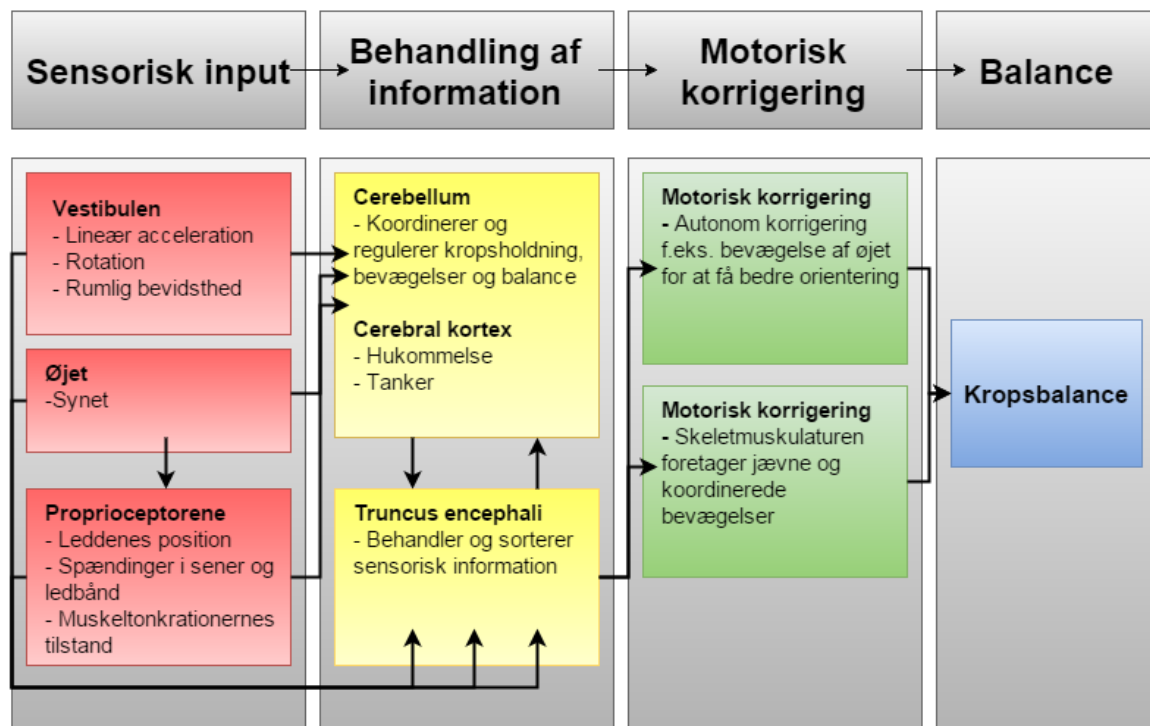 Sensorisk input
Behandling af
information
Motorisk
korrigering
Balance
Vestibulen
- Lineær acceleration
- Rotation
- Rumlig bevidsthed
Øjet
-Synet
Proprioceptorene
- Leddenes position
- Spændinger i sener og
ledbånd
- Muskeltonkrationernes
tilstand
Cerebellum
- Koordinerer og
regulerer kropsholdning,
bevægelser og balance
Cerebral kortex
- Hukommelse
- Tanker
Truncus encephali
- Behandler og sorterer
sensorisk information
Motorisk korrigering
- Autonom korrigering
f.eks. bevægelse af øjet
for at få bedre orientering
Motorisk korrigering
- Skeletmuskulaturen
foretager jævne og
koordinerede
bevægelser
Kropsbalance